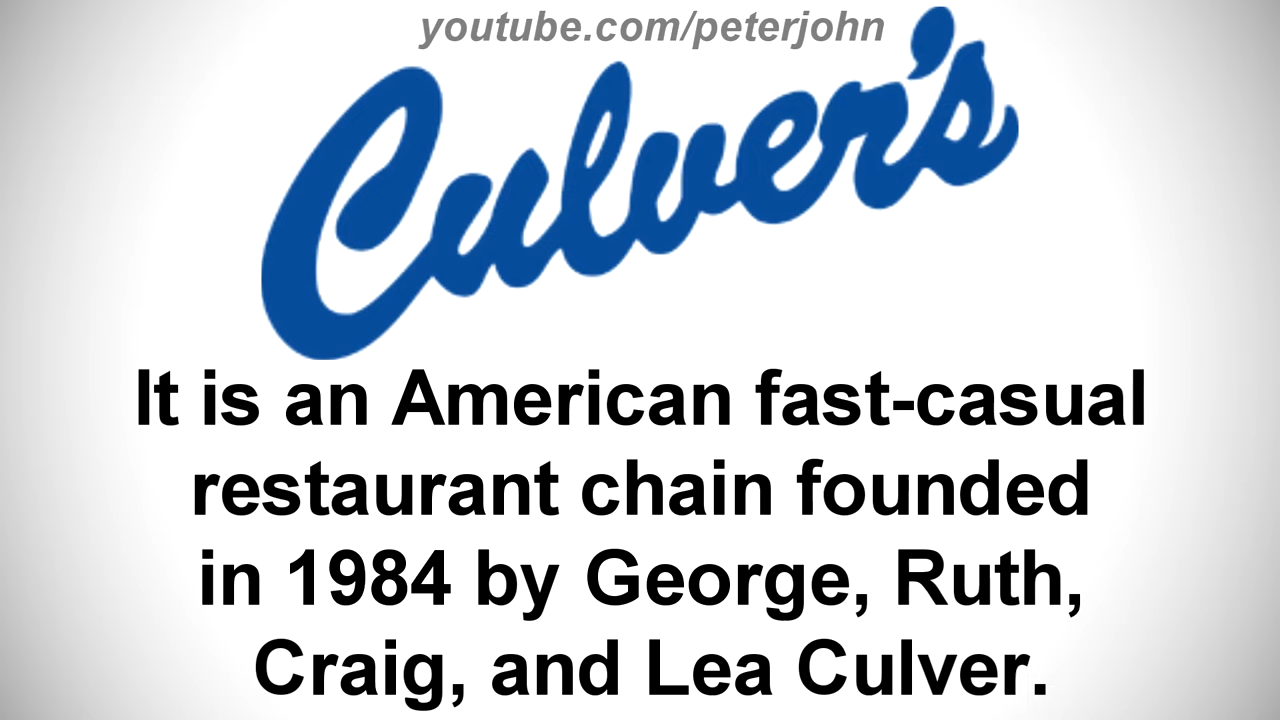 youtube.com/peterjohn
Culver's
It is an American fast-casual
restaurant chain founded
in 1984 by George, Ruth,
Craig, and Lea Culver.